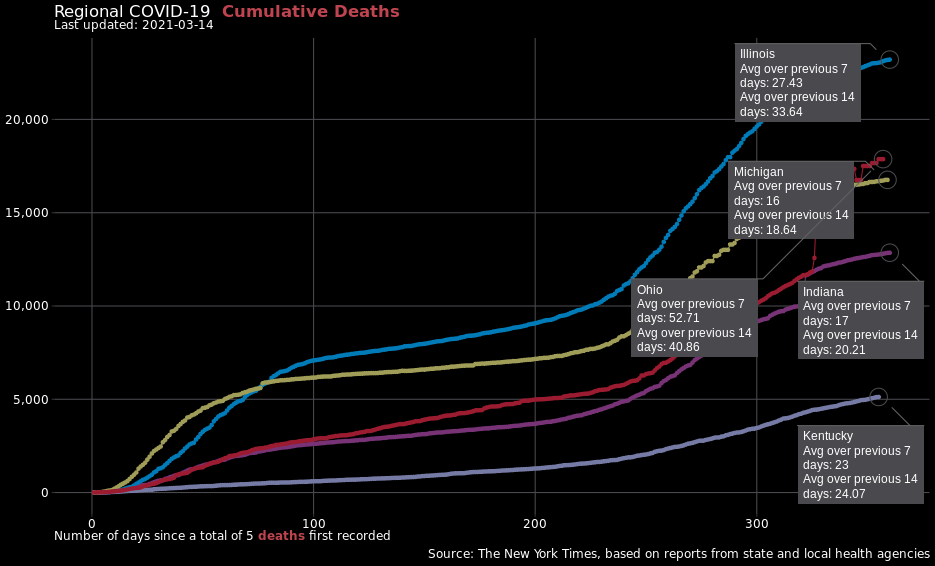 Regional COVID-19 Cumulative Deaths
Last updated: 2021-03-14
Illinois
Avg over previous 7
days: 27.43
Avg over previous 14
days: 33.64
20,000
Michigan
Avg over previous 7
days: 16
Avg over previous 14
days: 18.64
15,000
Ohio
Avg over previous 7
days: 52.71
Avg over previous 14
days: 40.86
Indiana
Avg over previous 7
days: 17
Avg over previous 14
days: 20.21
10,000
5,000
Kentucky
Avg over previous 7
days: 23
Avg over previous 14
days: 24.07
0
0 100 200 300
Number of days since a total of 5 deaths first recorded
Source: The New York Times, based on reports from state and local health agencies